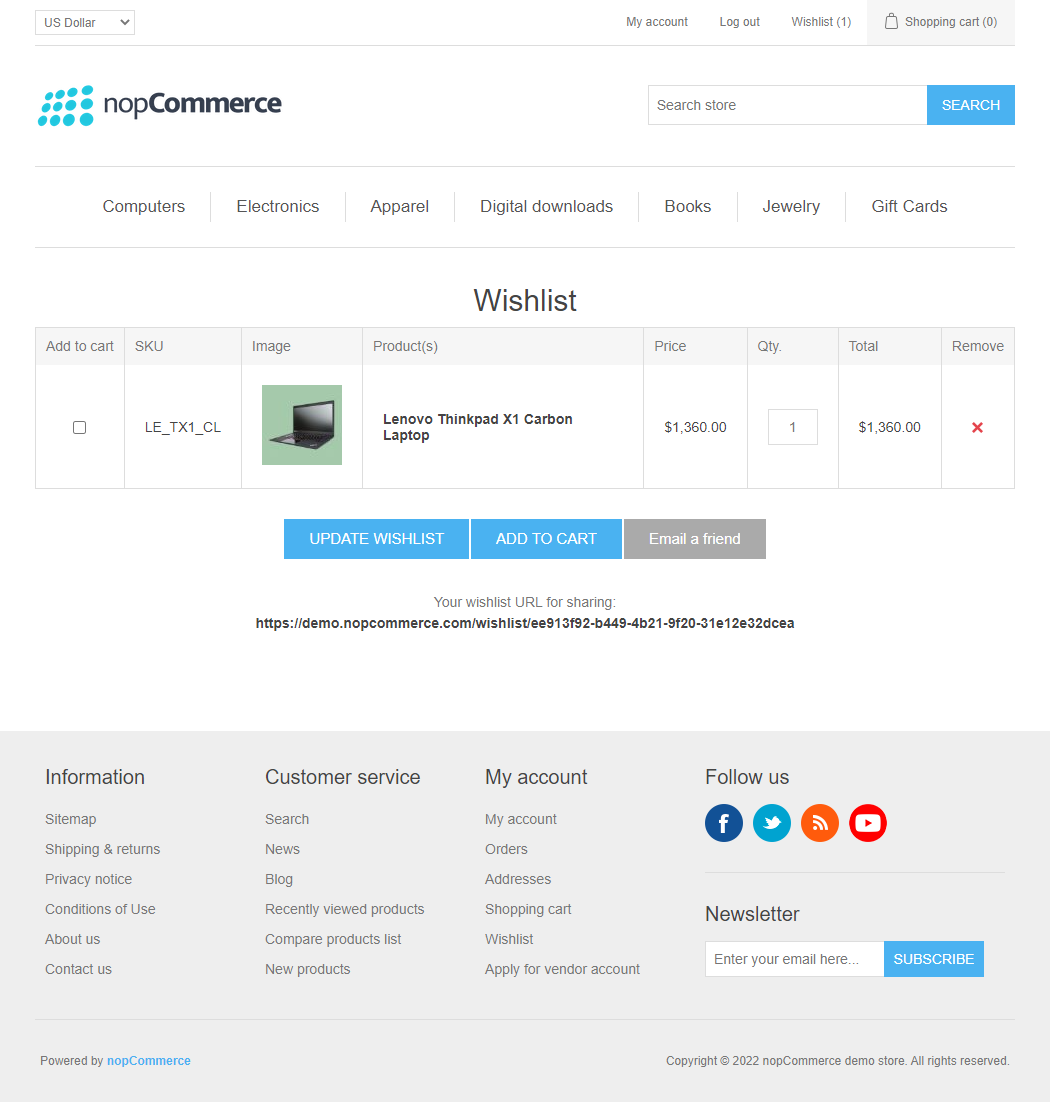 US Dollar
My account
Log out
Wishlist (1)
Shopping cart (0)
nopCommerce
Search store
SEARCH
Computers
Electronics
Apparel
Digital downloads
Books
Jewelry
Gift Cards
Wishlist
Add to cart SKU Image Product(s) Price Qty. Total Remove
LE_TX1_CL
Lenovo Thinkpad X1 Carbon
Laptop
$1,360.00
1
$1,360.00
UPDATE WISHLIST
ADD TO CART
Email a friend
Your wishlist URL for sharing:
https://demo.nopcommerce.com/wishlist/ee913f92-b449-4b21-9f20-31e12e32dcea
Information
Sitemap
Shipping & returns
Privacy notice
Conditions of Use
About us
Contact us
Customer service
Search
News
Blog
Recently viewed products
Compare products list
New products
My account
My account
Orders
Addresses
Shopping cart
Wishlist
Apply for vendor account
Follow us
Newsletter
Enter your email here...
SUBSCRIBE
Powered by nopCommerce
Copyright © 2022 nopCommerce demo store. All rights reserved.